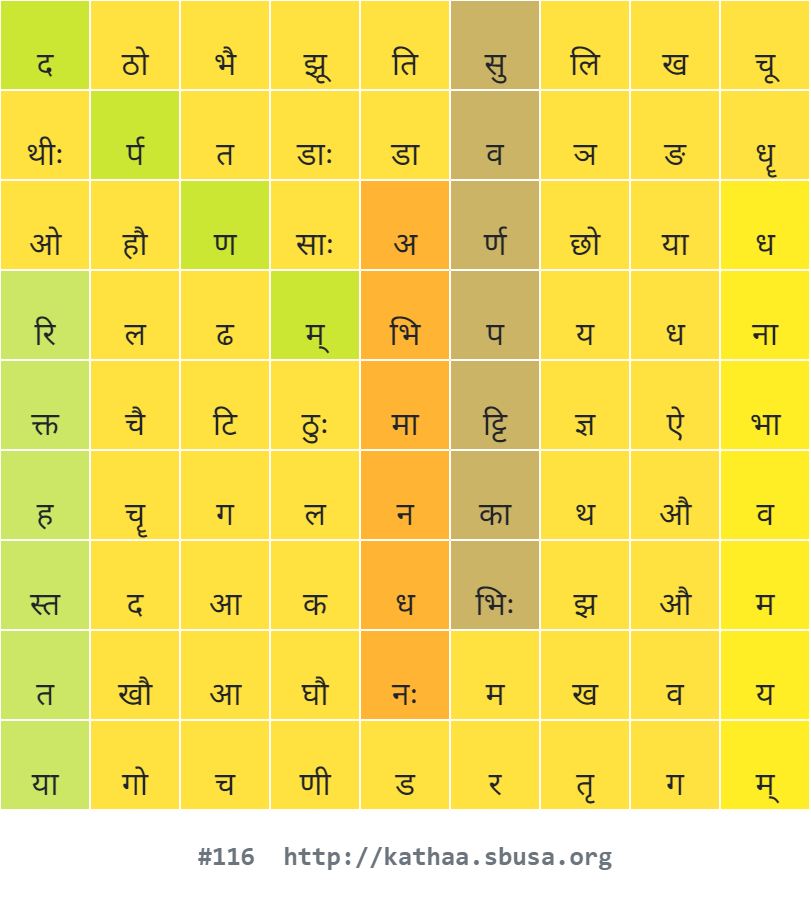 द ठो भै झू ति सु लि ख चू
थीः र्प त डाः डा व ञ ङ धॄ
ओ हौ ण साः अ र्ण छो या ध
रि ल ढ म् भि प य ध ना
क्त चै टि ठुः मा ट्टि ज्ञ ऐ भा
ह चॄ ग ल न का थ औ व
स्त द आ क ध भिः झ औ म
त खौ आ घौ नः म ख व य
या गो च णी ड र तृ ग म्
#116 http://kathaa.sbusa.org